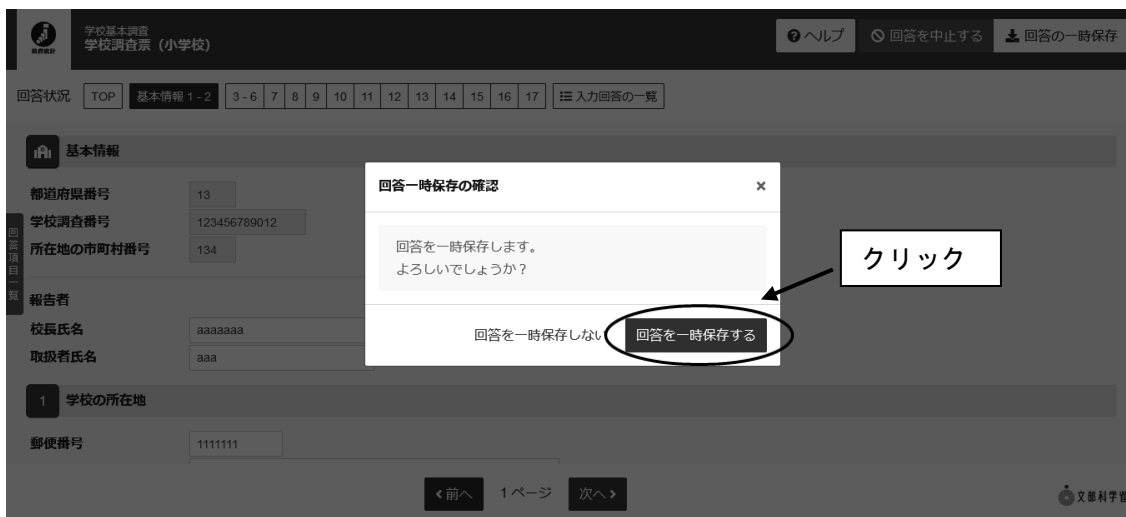 政府統計
学校基本調査
学校調査票（小学校）
ヘルプ
回答を中止する
回答の一時保存
回答状況 TOP 基本情報 1 - 2 3 - 6 7 8 9 10 11 12 13 14 15 16 17 入力回答の一覧
基本情報
都道府県番号 13
学校調査番号 123456789012
所在地の市町村番号 134
回答項目一覧
報告者
校長氏名 aaaaaaa
取扱者氏名 aaa
1 学校の所在地
郵便番号 1111111
回答一時保存の確認 ×
回答を一時保存します。
よろしいでしょうか？
回答を一時保存しない 回答を一時保存する
クリック
前へ 1 ページ 次へ
文部科学省